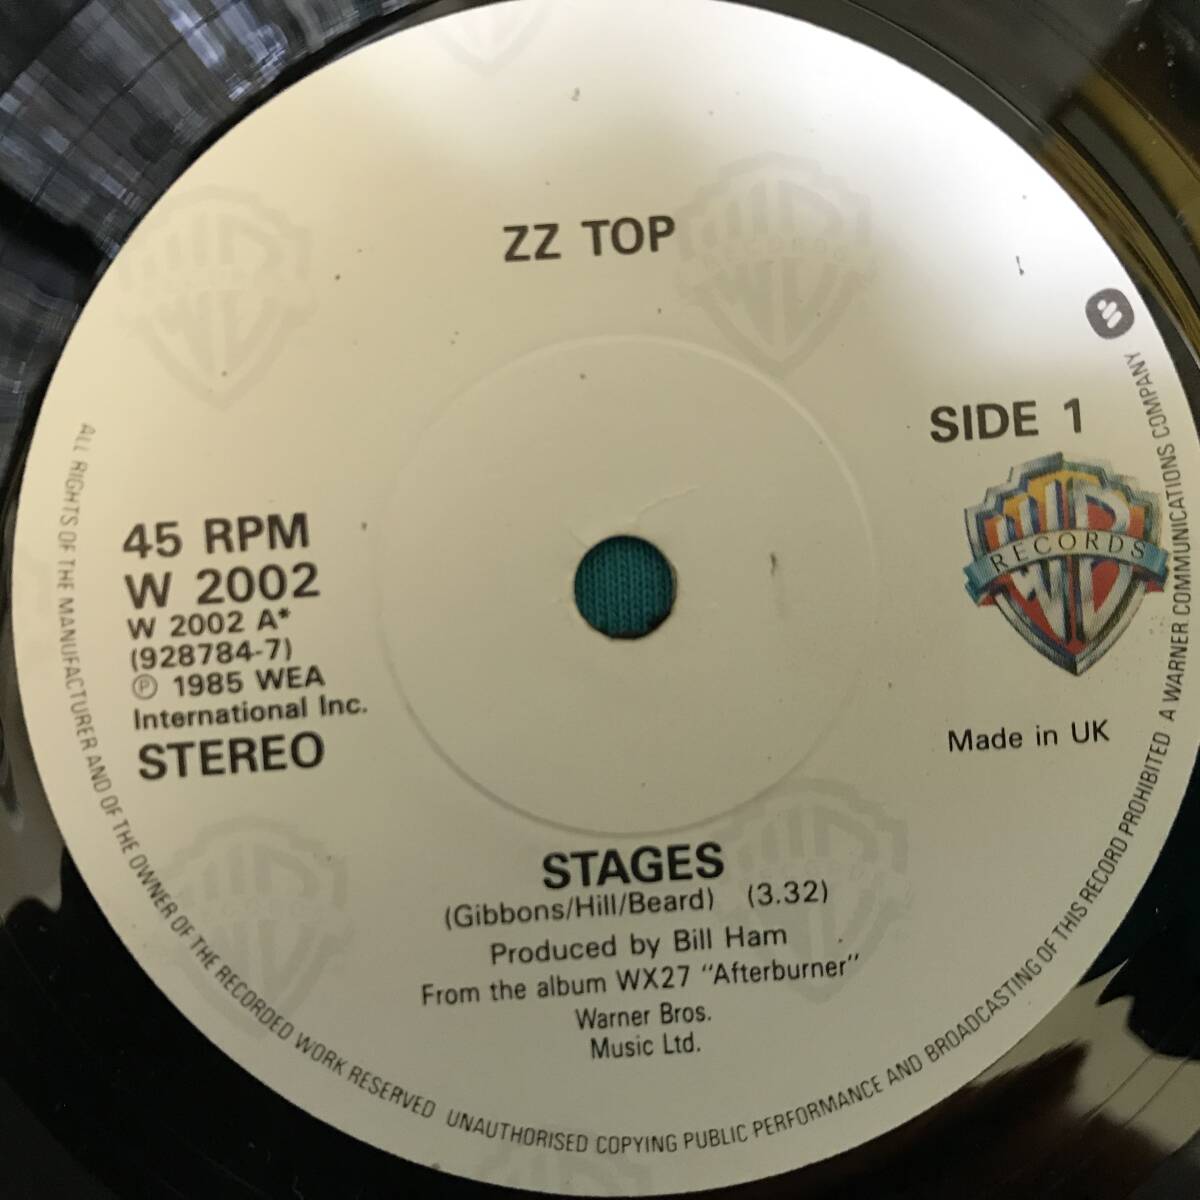 ZZ TOP
SIDE 1
RECORDS
45 RPM
W 2002
W 2002 A*
(928784-7)
Ⓟ 1985 WEA
International Inc.
STEREO
Made in UK
STAGES
(Gibbons/Hill/Beard) (3.32)
Produced by Bill Ham
From the album WX27 "Afterburner"
Warner Bros.
Music Ltd.
ALL RIGHTS OF THE MANUFACTURER AND OF THE OWNER OF THE RECORDED WORK RESERVED UNAUTHORISED COPYING PUBLIC PERFORMANCE AND BROADCASTING OF THIS RECORD PROHIBITED A WARNER COMMUNICATIONS COMPANY